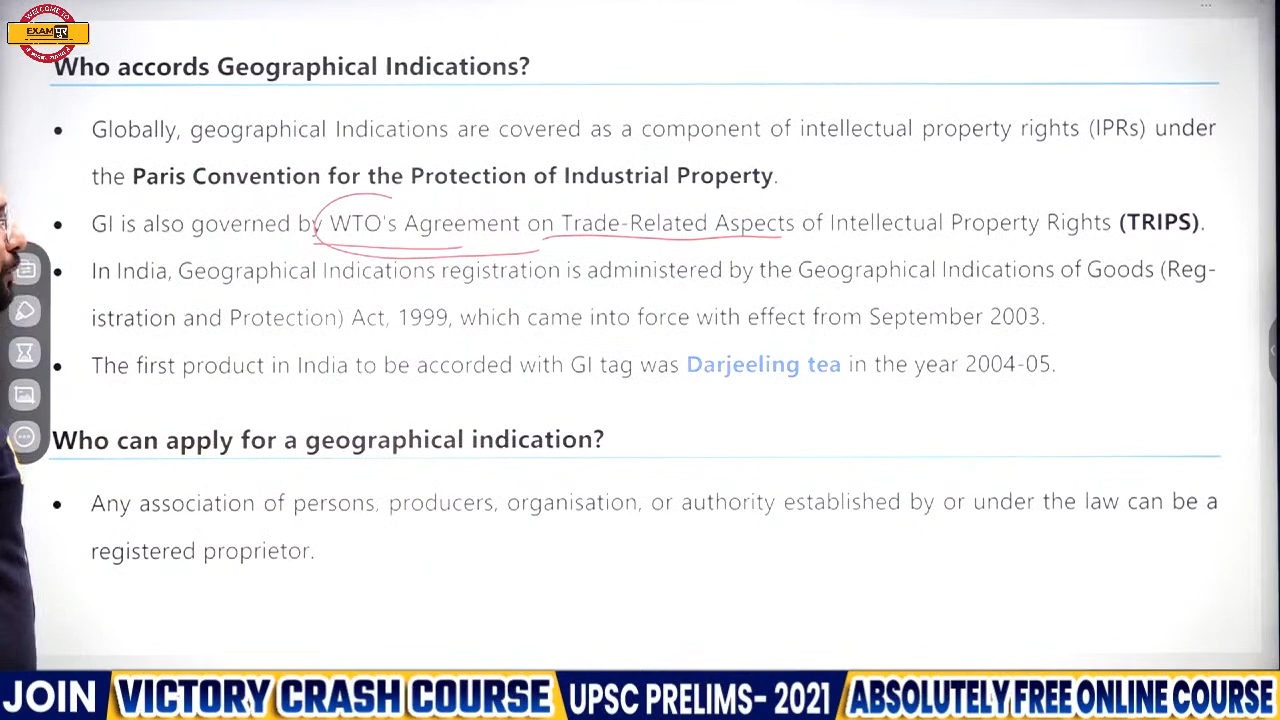 WELCOME TO
EXAM पुर
Who accords Geographical Indications?
• Globally, geographical Indications are covered as a component of intellectual property rights (IPRs) under
the Paris Convention for the Protection of Industrial Property.
• GI is also governed by WTO's Agreement on Trade-Related Aspects of Intellectual Property Rights (TRIPS).
• In India, Geographical Indications registration is administered by the Geographical Indications of Goods (Reg-
istration and Protection) Act, 1999, which came into force with effect from September 2003.
• The first product in India to be accorded with GI tag was Darjeeling tea in the year 2004-05.
Who can apply for a geographical indication?
• Any association of persons, producers, organisation, or authority established by or under the law can be a
registered proprietor.
JOIN VICTORY CRASH COURSE UPSC PRELIMS- 2021 ABSOLUTELY FREE ONLINE COURSE